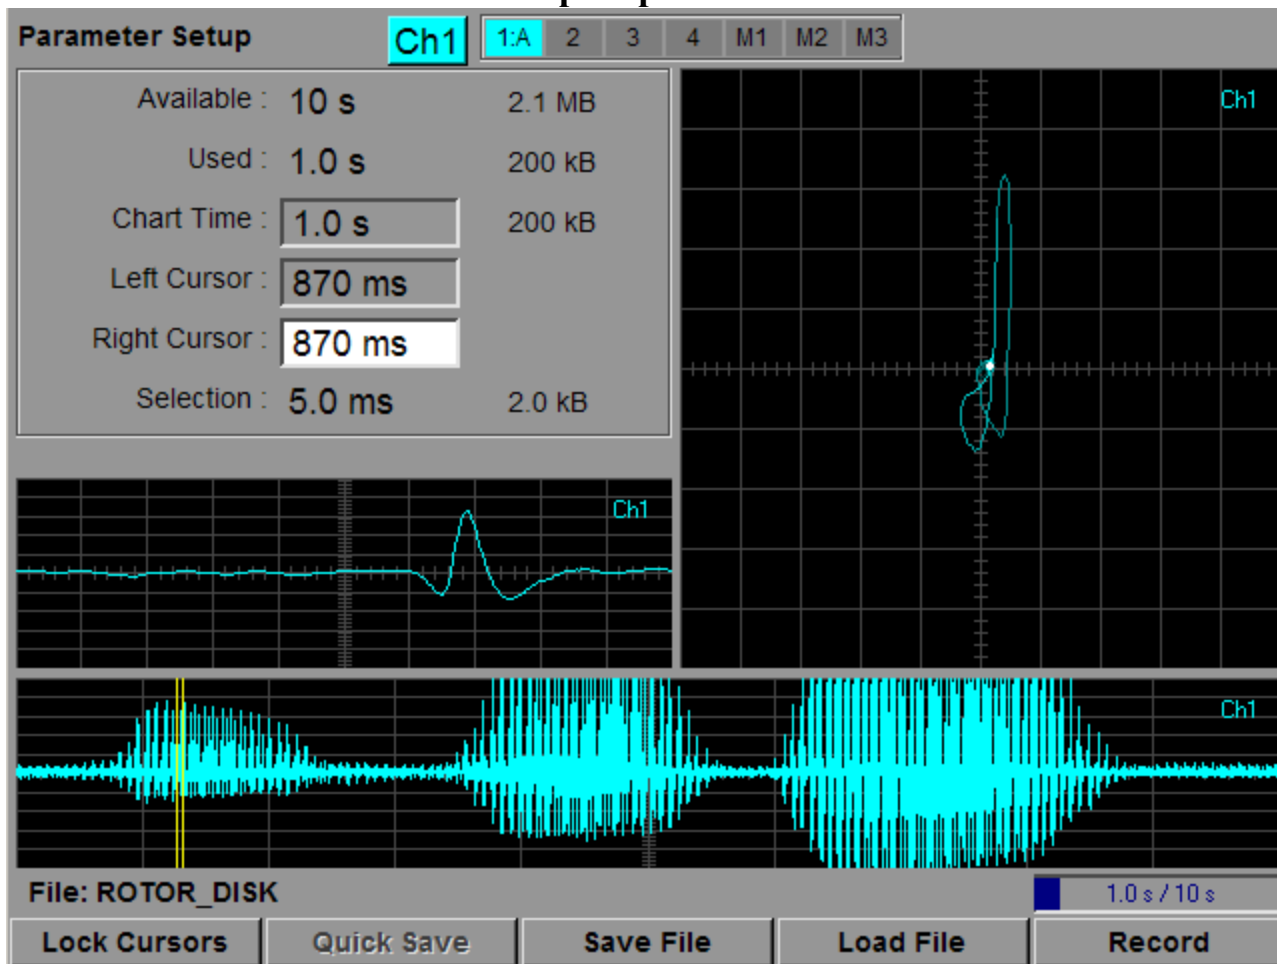 Parameter Setup Ch1 1:A 2 3 4 M1 M2 M3
Available : 10 s 2.1 MB
Used : 1.0 s 200 kB
Chart Time : 1.0 s 200 kB
Left Cursor : 870 ms
Right Cursor : 870 ms
Selection : 5.0 ms 2.0 kB
Ch1
Ch1
Ch1
File: ROTOR_DISK 1.0 s / 10 s
Lock Cursors Quick Save Save File Load File Record